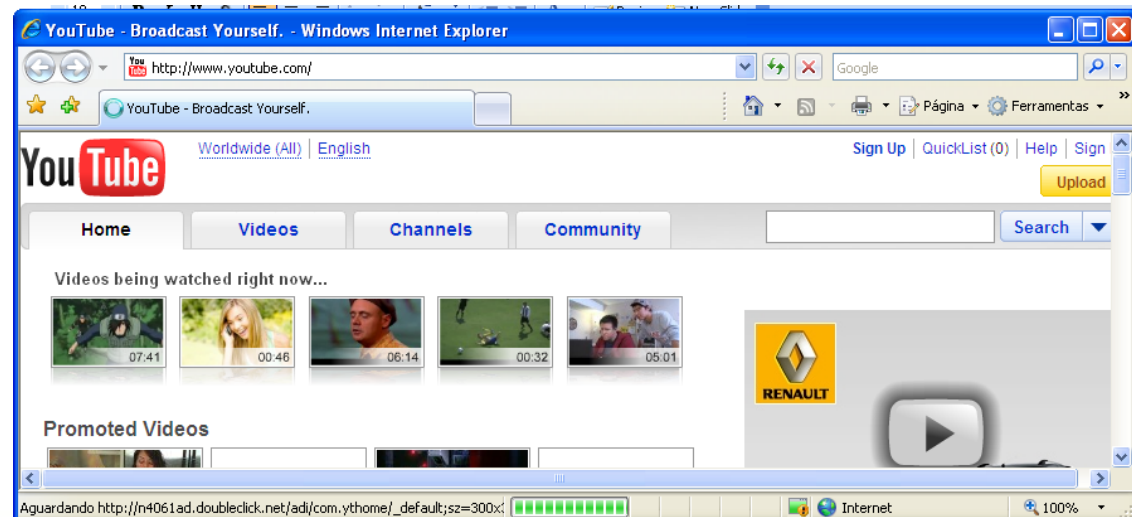 YouTube - Broadcast Yourself. - Windows Internet Explorer
http://www.youtube.com/
Google
YouTube - Broadcast Yourself.
Página
Ferramentas
»
You Tube
Worldwide (All) | English
Sign Up | QuickList (0) | Help | Sign
Upload
Home
Videos
Channels
Community
Search
Videos being watched right now...
07:41
00:46
06:14
00:32
05:01
RENAULT
Promoted Videos
Aguardando http://n4061ad.doubleclick.net/adi/com.ythome/_default;sz=300x
Internet
100%